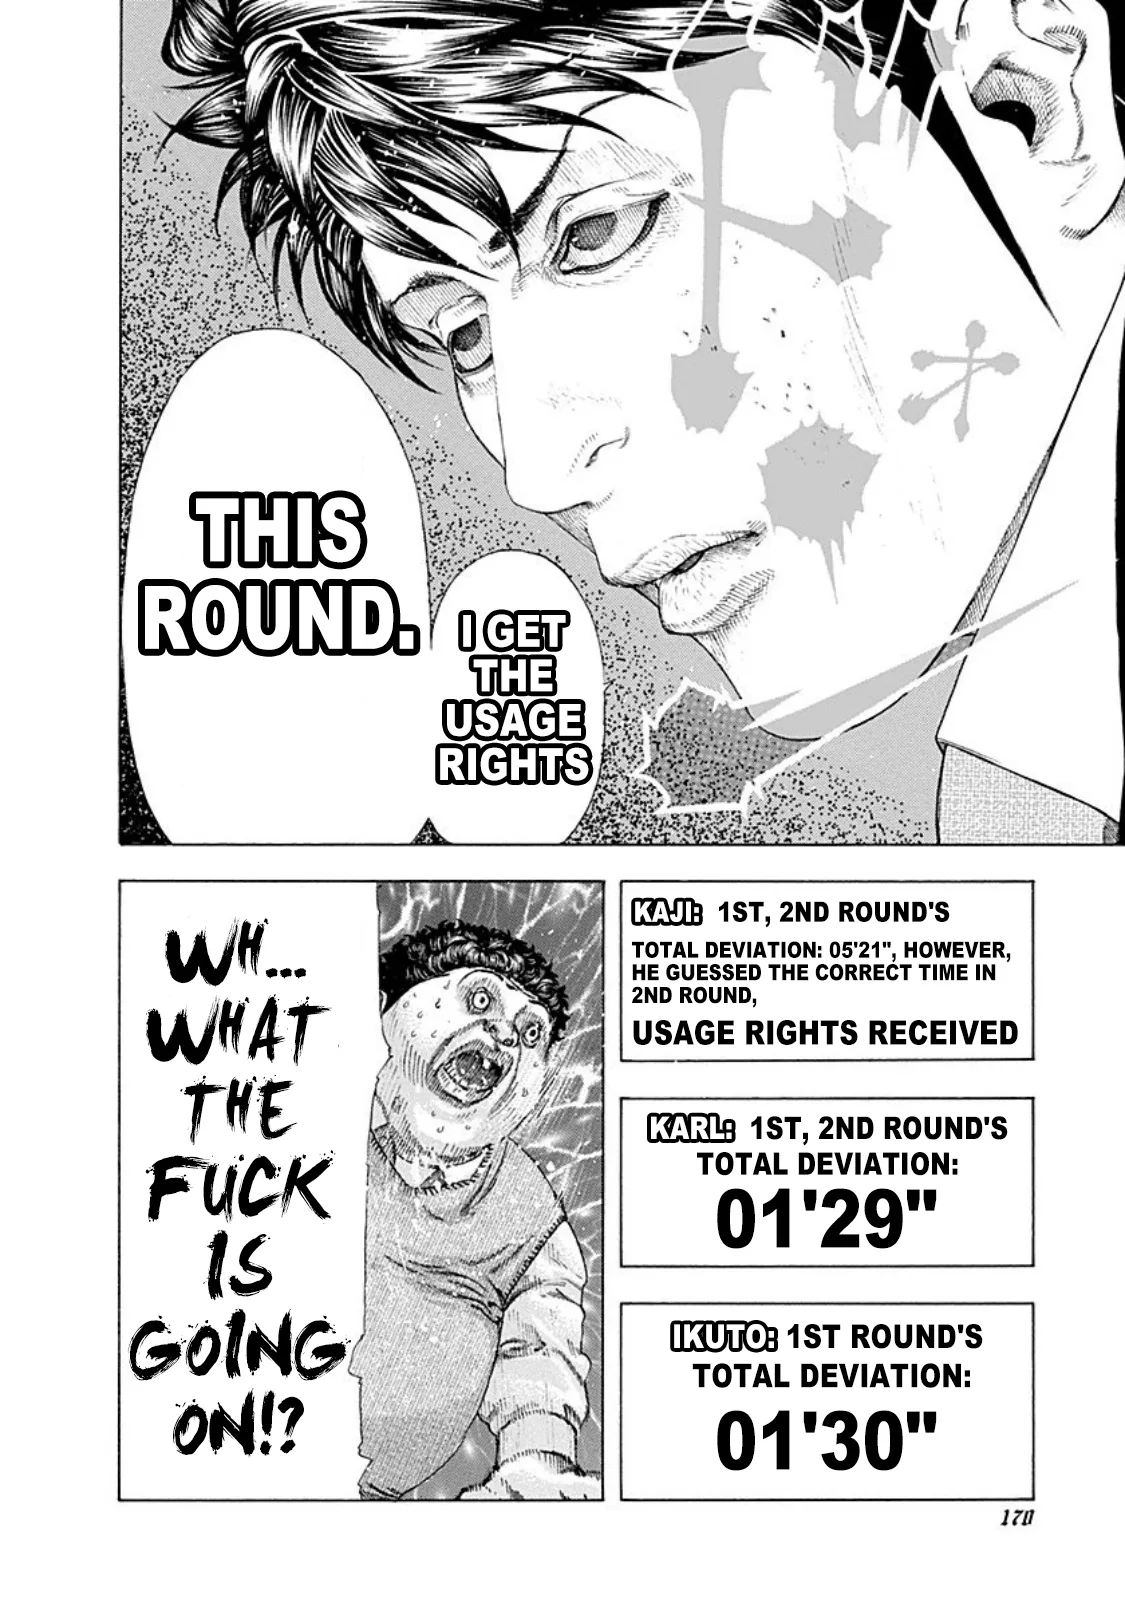 I GET
THE
USAGE
RIGHTS
THIS
ROUND.
KAJI: 1ST, 2ND ROUND'S
TOTAL DEVIATION: 05'21", HOWEVER,
HE GUESSED THE CORRECT TIME IN
2ND ROUND,
USAGE RIGHTS RECEIVED
KARL: 1ST, 2ND ROUND'S
TOTAL DEVIATION:
01'29"
IKUTO: 1ST ROUND'S
TOTAL DEVIATION:
01'30"
WH...
WHAT
THE
FUCK
IS
GOING
ON!?
170